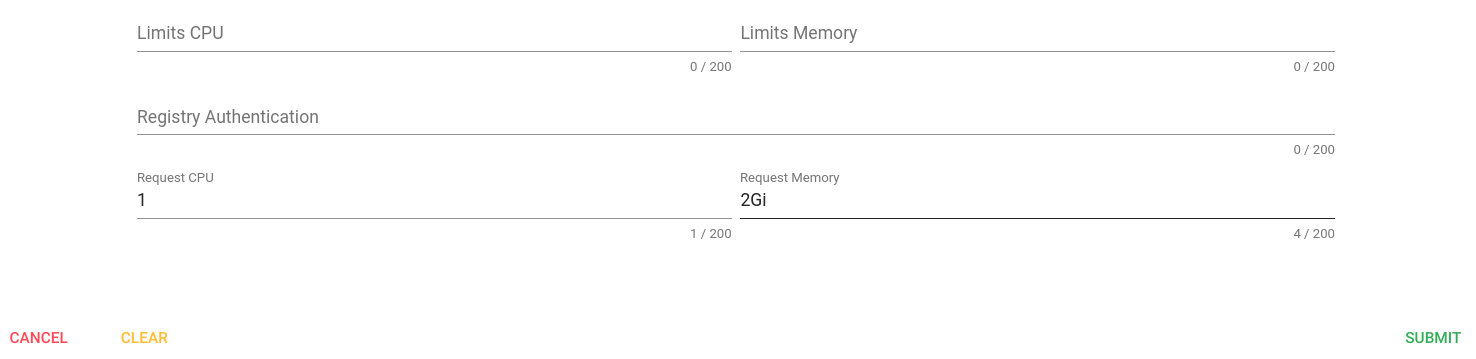 Limits CPU
Limits Memory
0 / 200
0 / 200
Registry Authentication
0 / 200
Request CPU
Request Memory
1
2Gi
1 / 200
4 / 200
CANCEL
CLEAR
SUBMIT